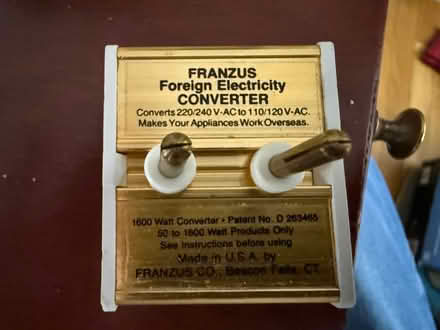 FRANZUS
Foreign Electricity
CONVERTER
Converts 220/240 V-AC to 110/120 V-AC.
Makes Your Appliances Work Overseas.
1600 Watt Converter • Patent No. D 263465
50 to 1600 Watt Products Only
See Instructions before using
Made in U.S.A. by
FRANZUS CO., Beacon Falls, CT.